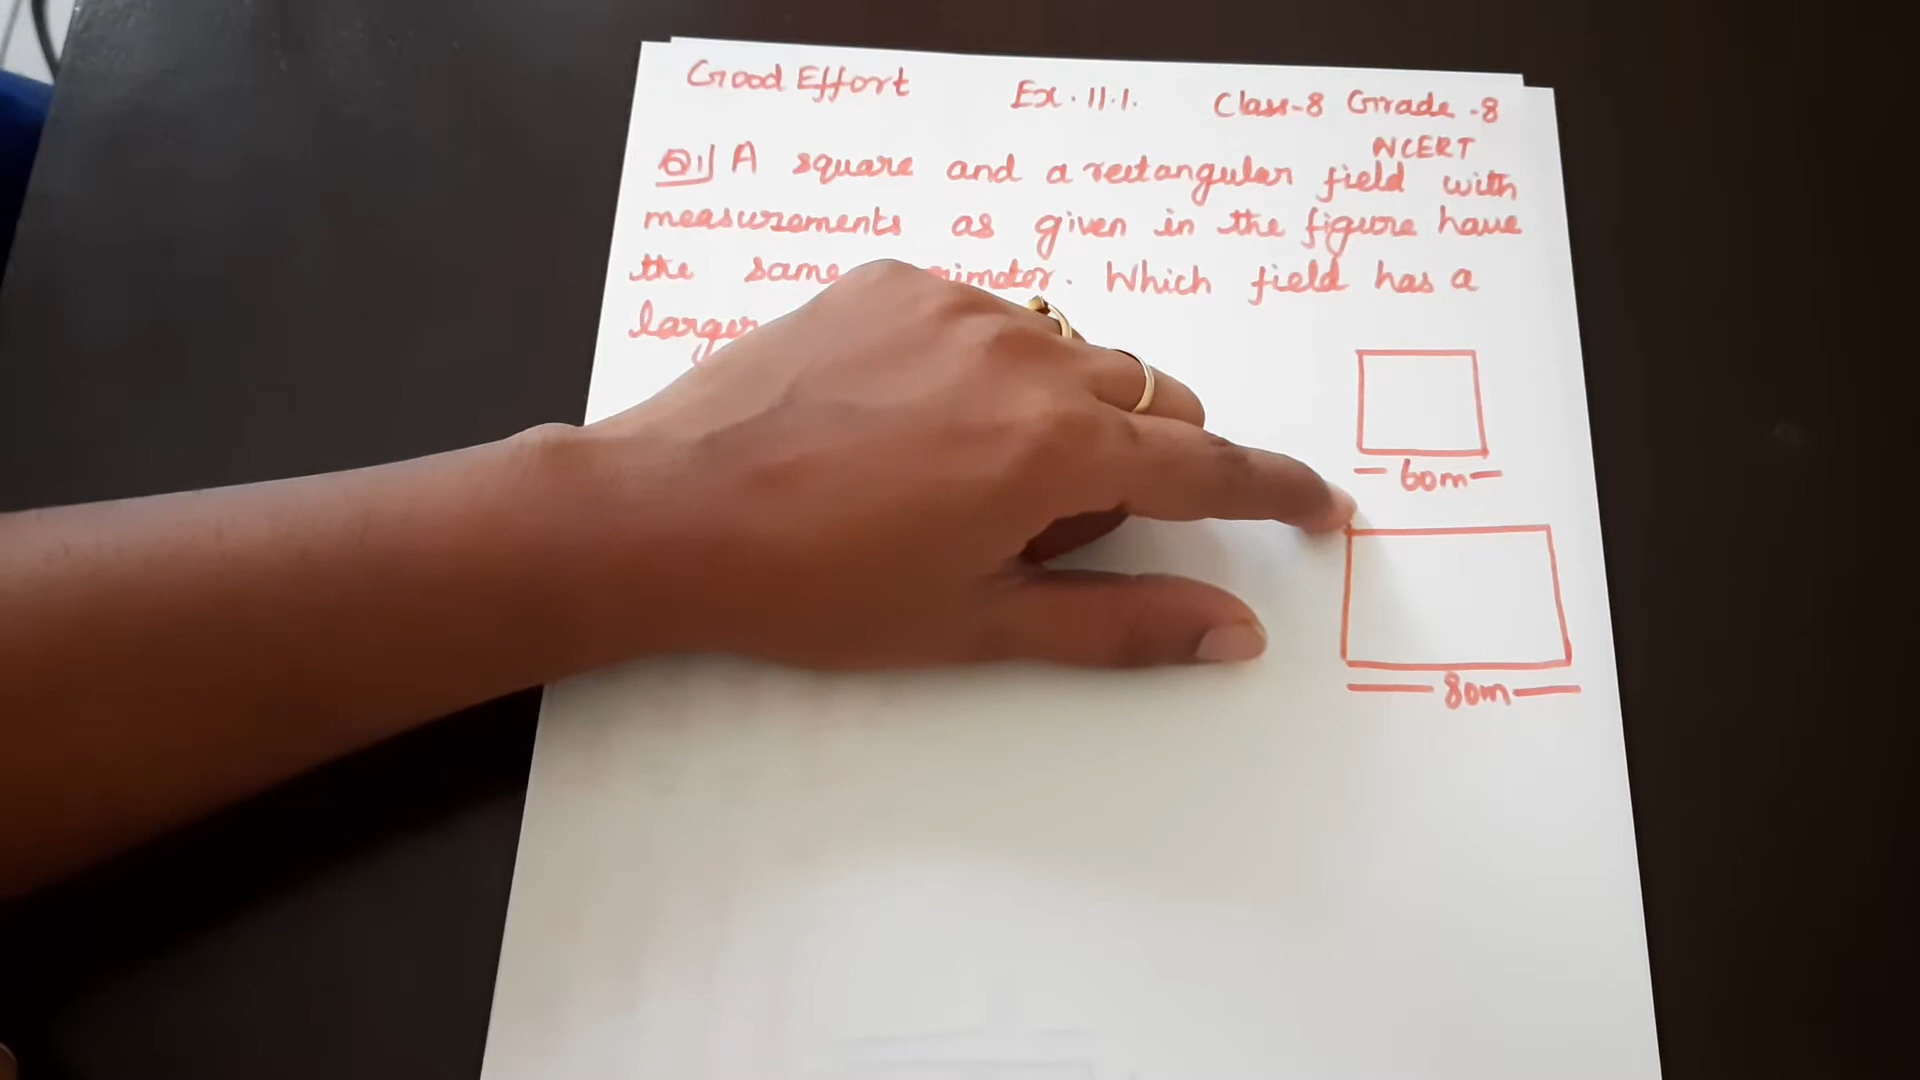 Good Effort Ex. 11.1. Class-8 Grade-8
NCERT
Q1) A square and a rectangular field with
measurements as given in the figure have
the same . Which field has a
larger
60m
80m